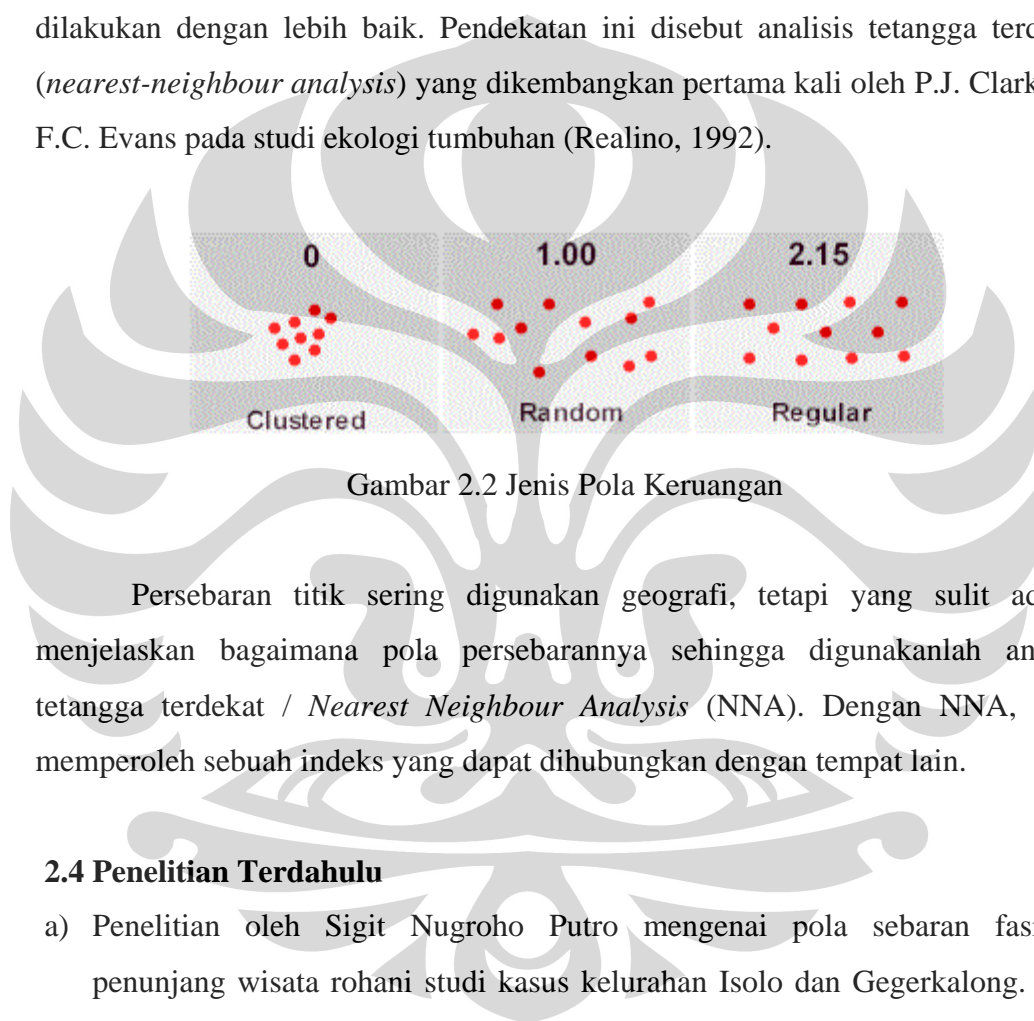 dilakukan dengan lebih baik. Pendekatan ini disebut analisis tetangga
(nearest-neighbour analysis) yang dikembangkan pertama kali oleh P.J. Clark
F.C. Evans pada studi ekologi tumbuhan (Realino, 1992).
0 1.00 2.15
Clustered Random Regular
Gambar 2.2 Jenis Pola Keruangan
Persebaran titik sering digunakan geografi, tetapi yang sulit
menjelaskan bagaimana pola persebarannya sehingga digunakanlah
tetangga terdekat / Nearest Neighbour Analysis (NNA). Dengan NNA,
memperoleh sebuah indeks yang dapat dihubungkan dengan tempat lain.
2.4 Penelitian Terdahulu
a) Penelitian oleh Sigit Nugroho Putro mengenai pola sebaran
penunjang wisata rohani studi kasus kelurahan Isolo dan Gegerkalong.